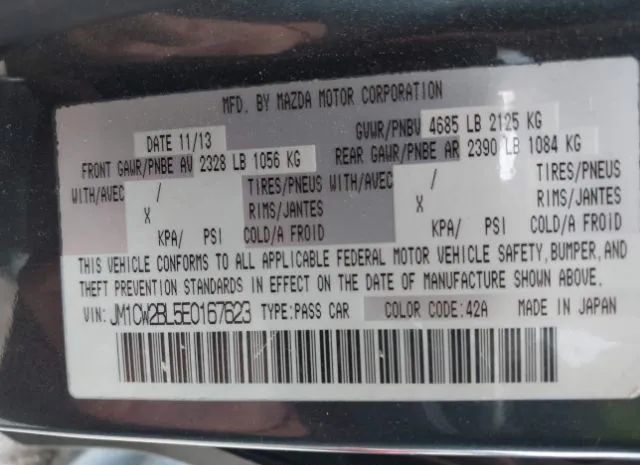 MFD. BY MAZDA MOTOR CORPORATION
DATE 11/13 GVWR/PNBV 4685 LB 2125 KG
FRONT GAWR/PNBE AV 2328 LB 1056 KG REAR GAWR/PNBE AR 2390 LB 1084 KG
WITH/AVEC / TIRES/PNEUS WITH/AVEC / TIRES/PNEUS
X RIMS/JANTES X RIMS/JANTES
KPA/ PSI COLD/A FROID KPA/ PSI COLD/A FROID
THIS VEHICLE CONFORMS TO ALL APPLICABLE FEDERAL MOTOR VEHICLE SAFETY, BUMPER, AND
THEFT PREVENTION STANDARDS IN EFFECT ON THE DATE OF MANUFACTURE SHOWN ABOVE.
VIN: JM1CW2BL5E0167623 TYPE: PASS CAR COLOR CODE: 42A MADE IN JAPAN